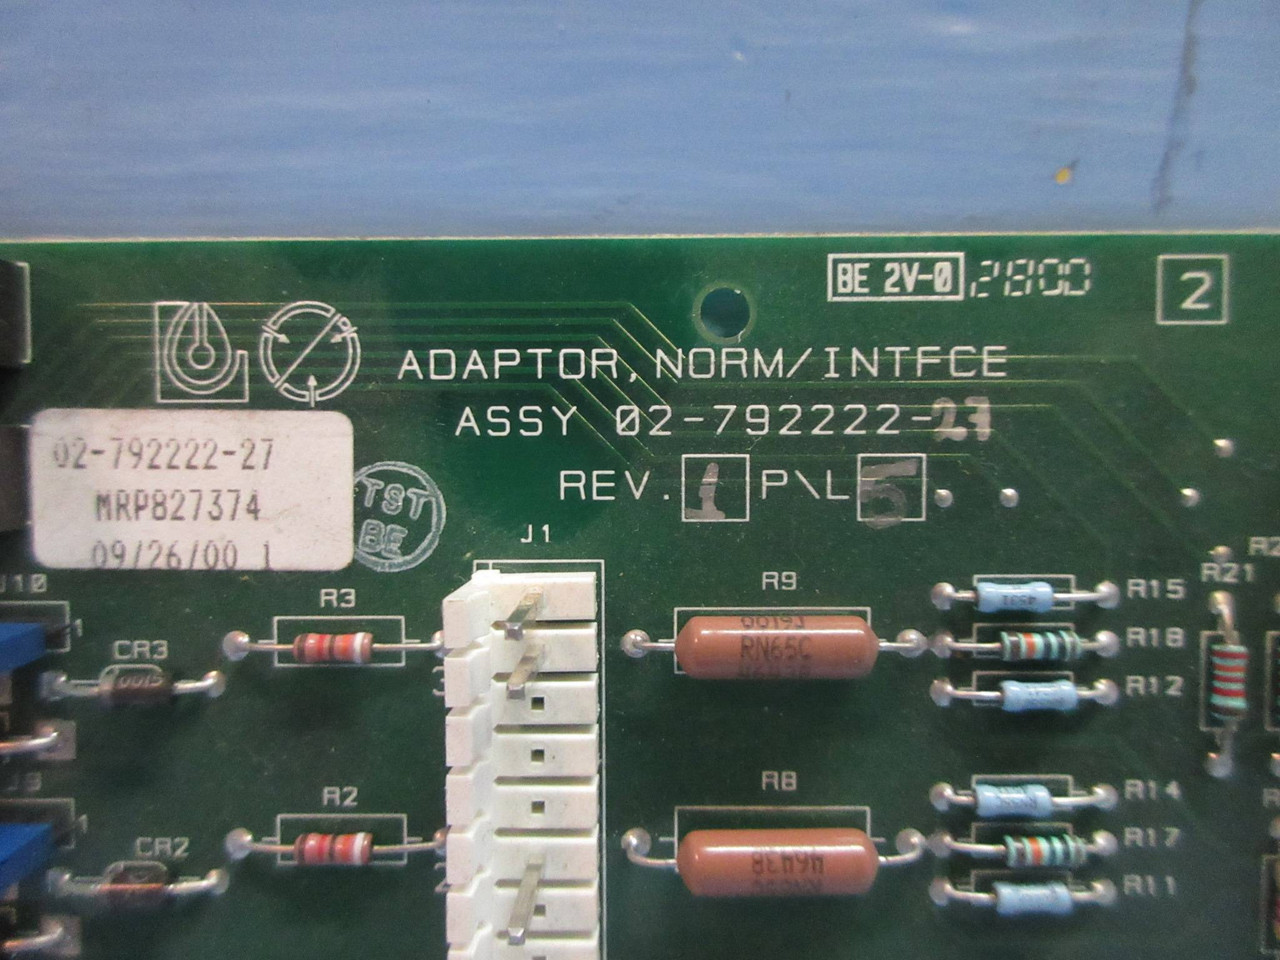 BE 2V-0 2800
2
ADAPTOR, NORM/INTFCE
ASSY 02-792222-27
REV. 1 P\L 5
02-792222-27
MRP827374
09/26/00 1
TST
BE
J1
J10
R3
CR3
R9
RN65C
R15
R18
R12
R21
R2
CR2
R8
R14
R17
R11